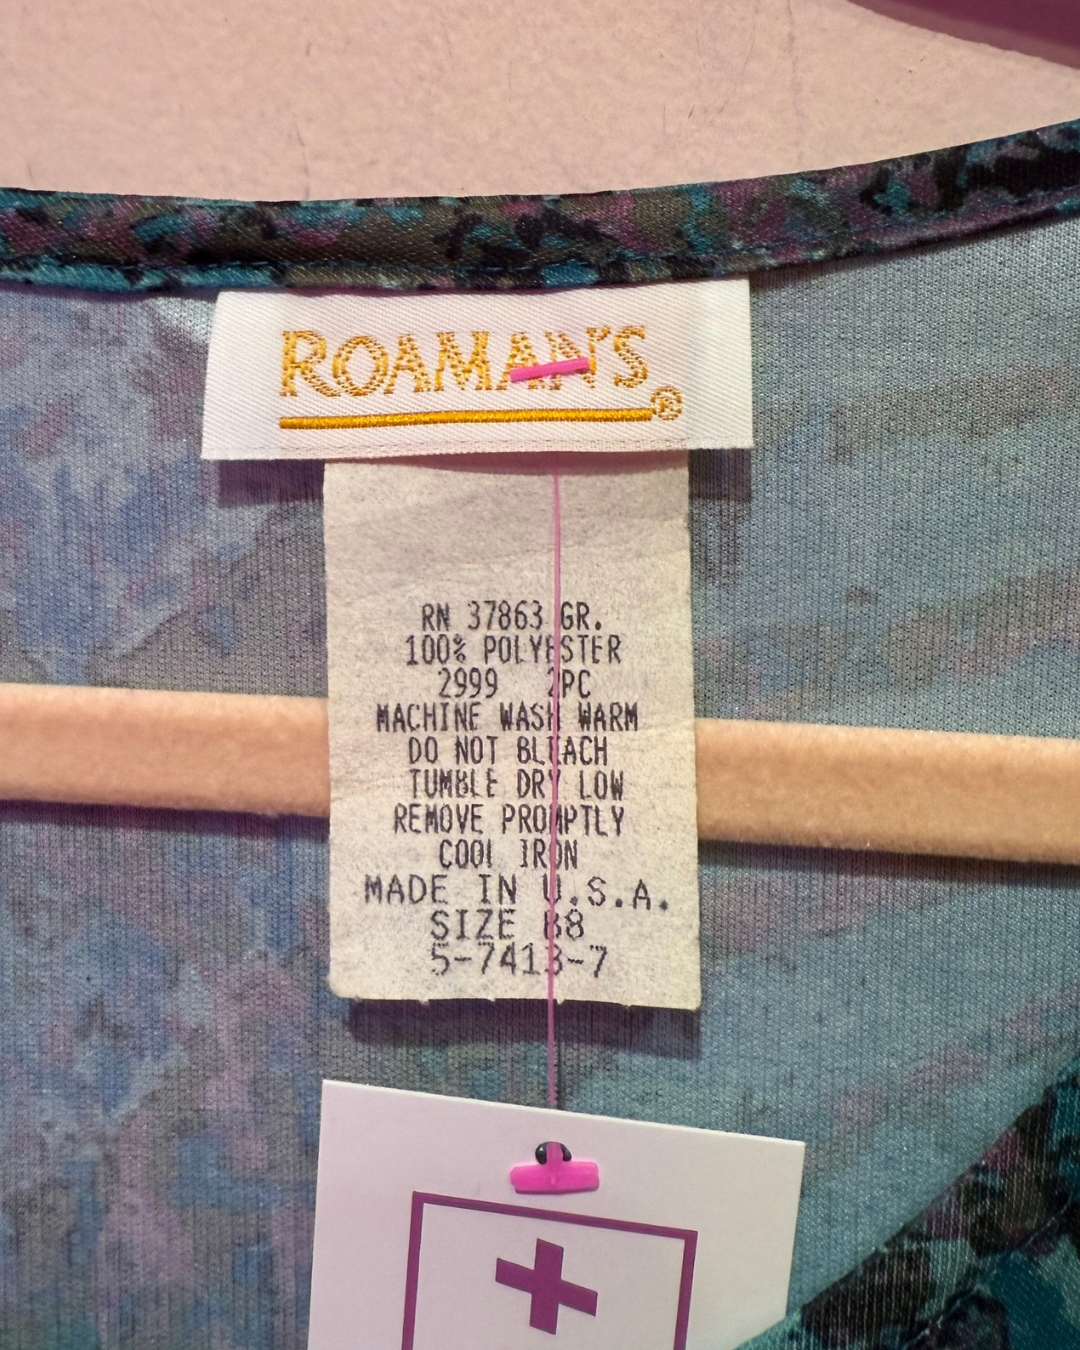 ROAMAN'S®
RN 37863 GR.
100% POLYESTER
2999 2PC
MACHINE WASH WARM
DO NOT BLEACH
TUMBLE DRY LOW
REMOVE PROMPTLY
COOL IRON
MADE IN U.S.A.
SIZE
5-7413-7